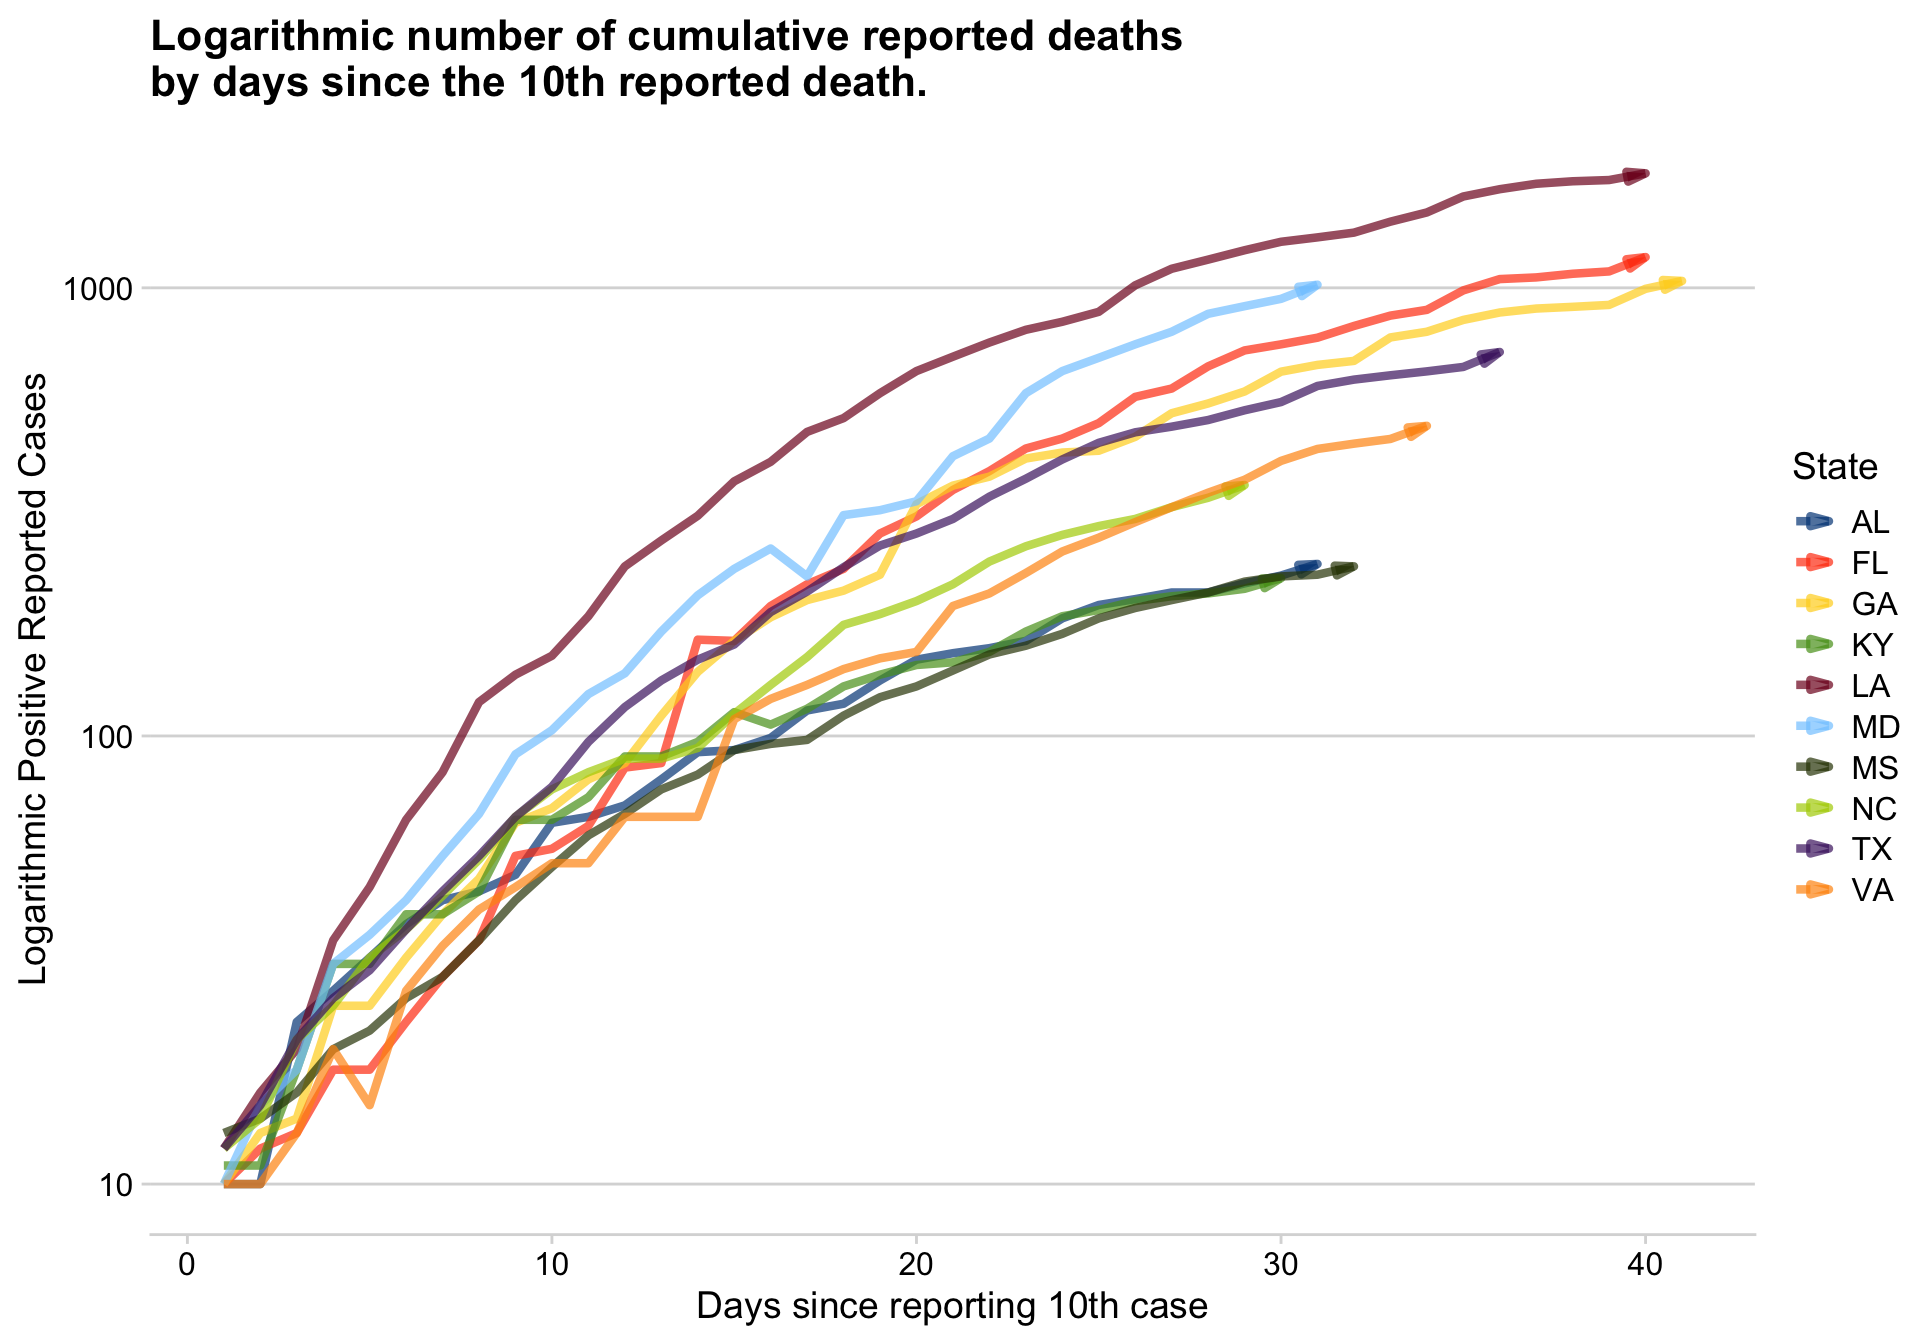 Logarithmic number of cumulative reported deaths
by days since the 10th reported death.
Logarithmic Positive Reported Cases
1000
100
10
0
10
20
30
40
Days since reporting 10th case
State
AL
FL
GA
KY
LA
MD
MS
NC
TX
VA